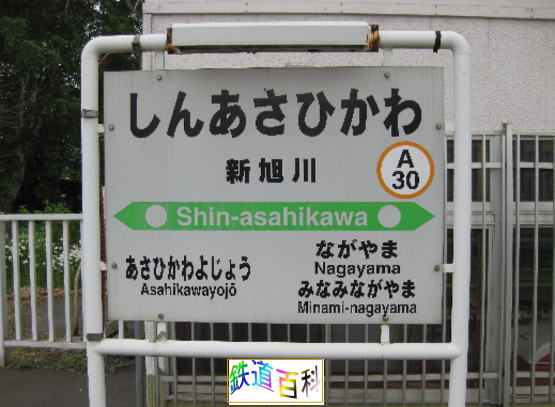 しんあさひかわ
新旭川
A
30
Shin-asahikawa
あさひかわよじょう
Asahikawayojō
ながやま
Nagayama
みなみながやま
Minami-nagayama
鉄道百科